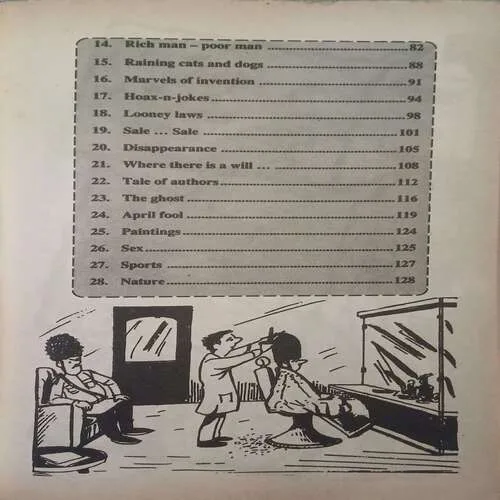 14. Rich man – poor man ........ 82
15. Raining cats and dogs ........ 88
16. Marvels of invention ........ 91
17. Hoax-n-jokes ........ 94
18. Looney laws ........ 98
19. Sale ... Sale ........ 101
20. Disappearance ........ 105
21. Where there is a will ... ........ 108
22. Tale of authors ........ 112
23. The ghost ........ 116
24. April fool ........ 119
25. Paintings ........ 124
26. Sex ........ 125
27. Sports ........ 127
28. Nature ........ 128